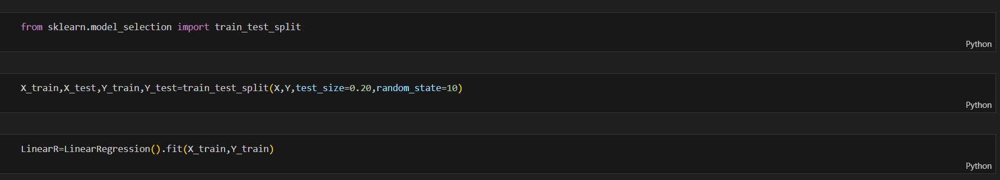 from sklearn.model_selection import train_test_split
Python
X_train,X_test,Y_train,Y_test=train_test_split(X,Y,test_size=0.20,random_state=10)
Python
LinearR=LinearRegression().fit(X_train,Y_train)
Python